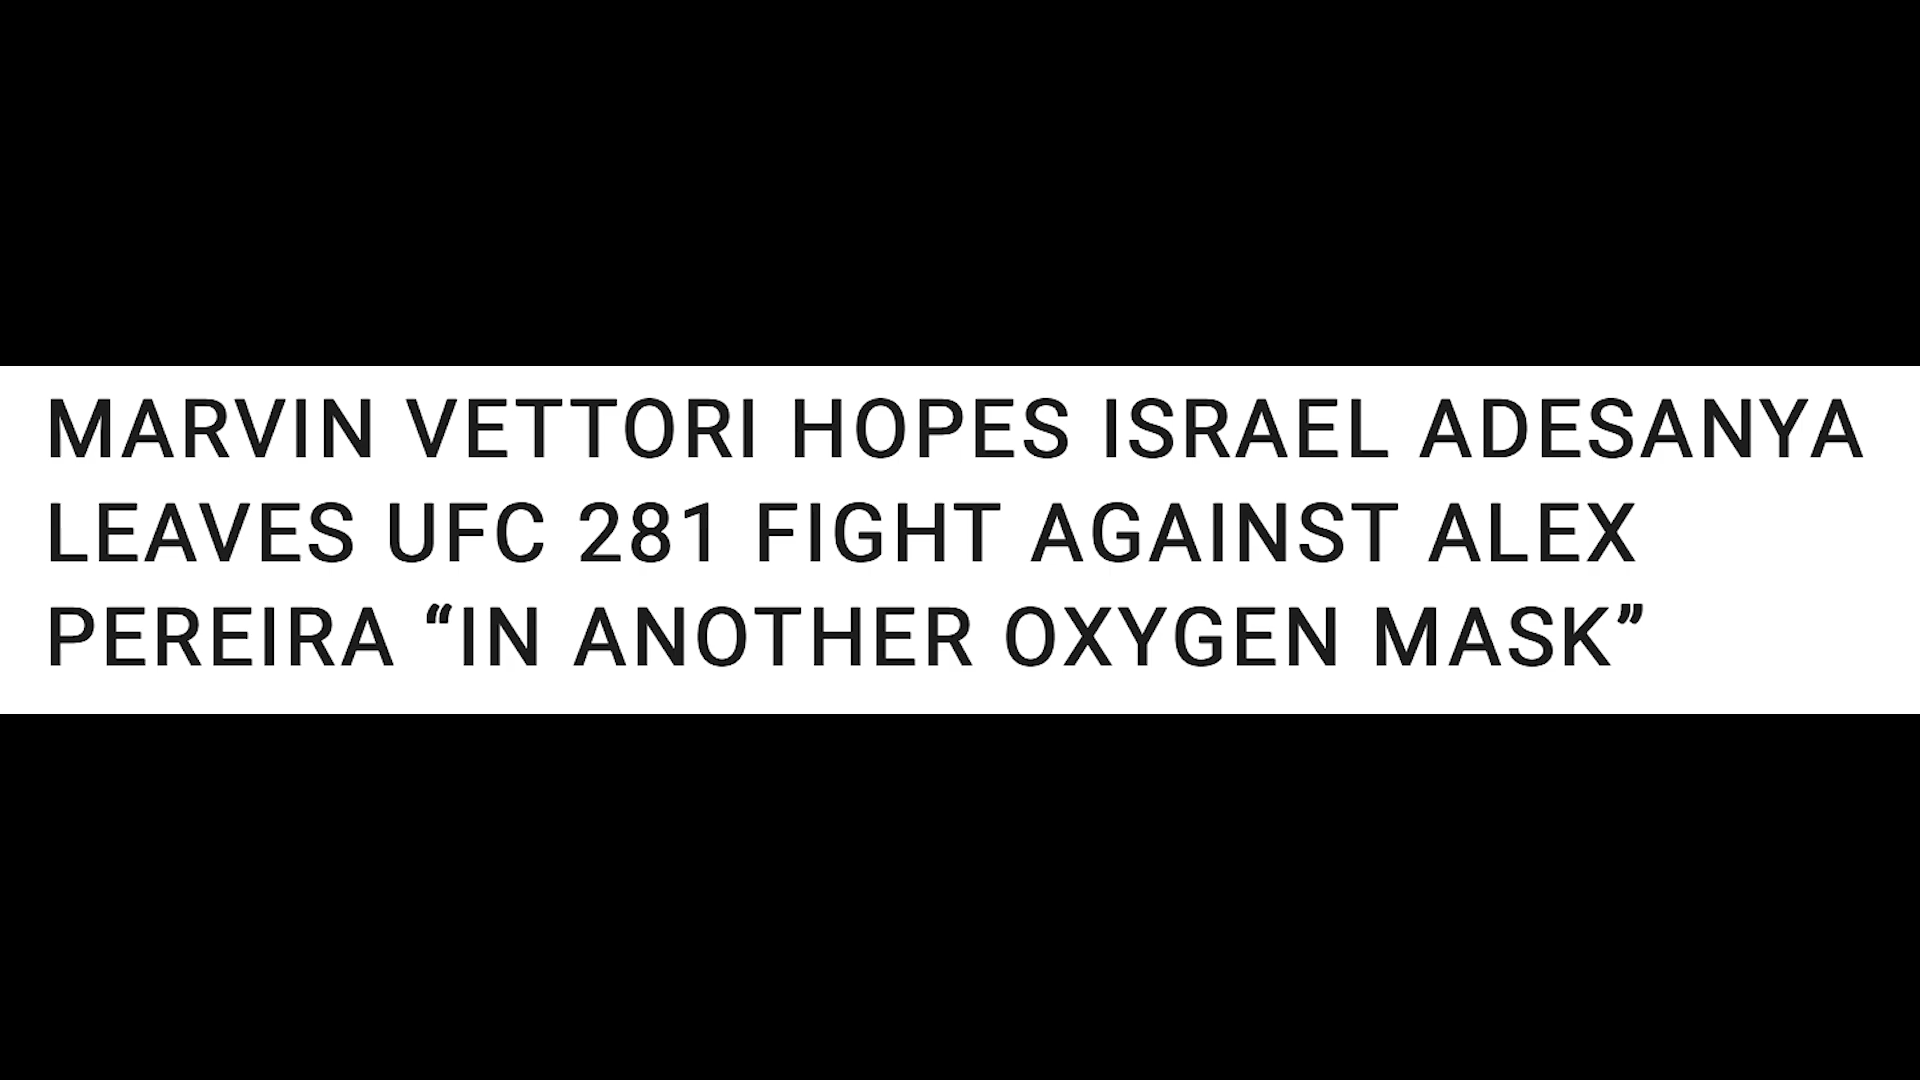 MARVIN VETTORI HOPES ISRAEL ADESANYA
LEAVES UFC 281 FIGHT AGAINST ALEX
PEREIRA “IN ANOTHER OXYGEN MASK”